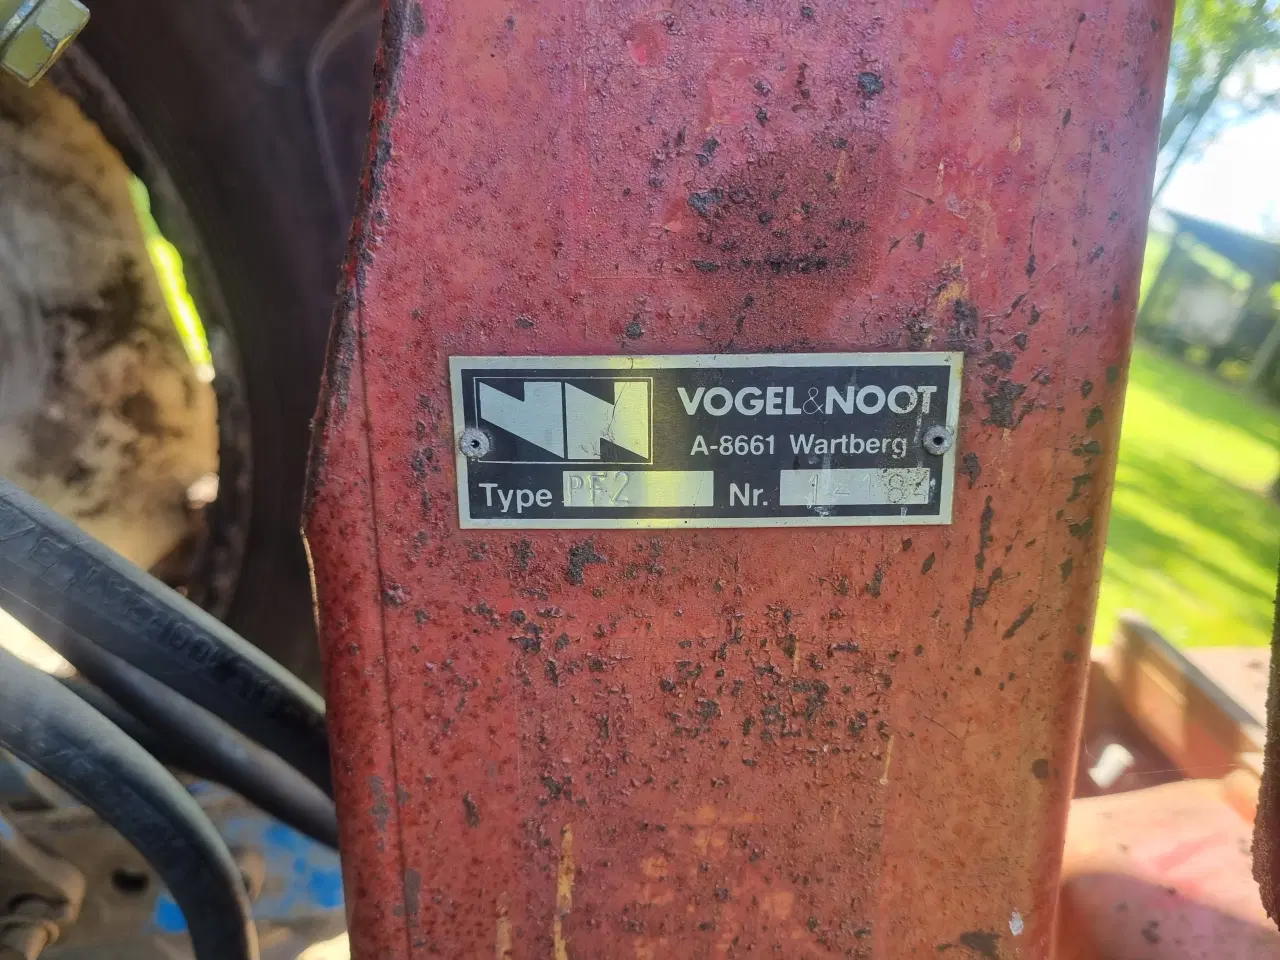 VOGEL&NOOT
A-8661 Wartberg
Type PF2 Nr.